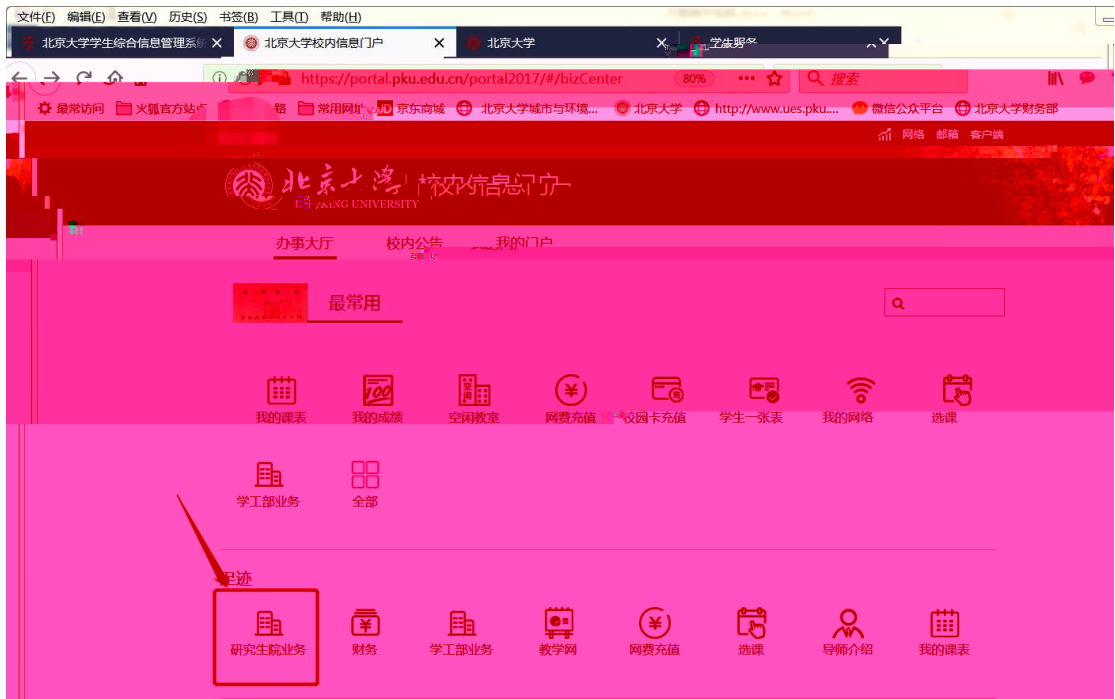 文件(F) 编辑(E) 查看(V) 历史(S) 书签(B) 工具(T) 帮助(H)
北京大学学生综合信息管理系统 北京大学校内信息门户 北京大学 学生服务
https://portal.pku.edu.cn/portal2017/#/bizCenter 80% 搜索
最常访问 火狐官方站点 路 常用网址 JD 京东商城 北京大学城市与环境... 北京大学 http://www.ues.pku.... 微信公众平台 北京大学财务部
网络 邮箱 客户端
北京大学 校内信息门户
PEKING UNIVERSITY
办事大厅 校内公告 我的门户
最常用
我的课表 我的成绩 空闲教室 网费充值 校园卡充值 学生一张表 我的网络 选课
学工部业务 全部
足迹
研究生院业务 财务 学工部业务 教学网 网费充值 选课 导师介绍 我的课表